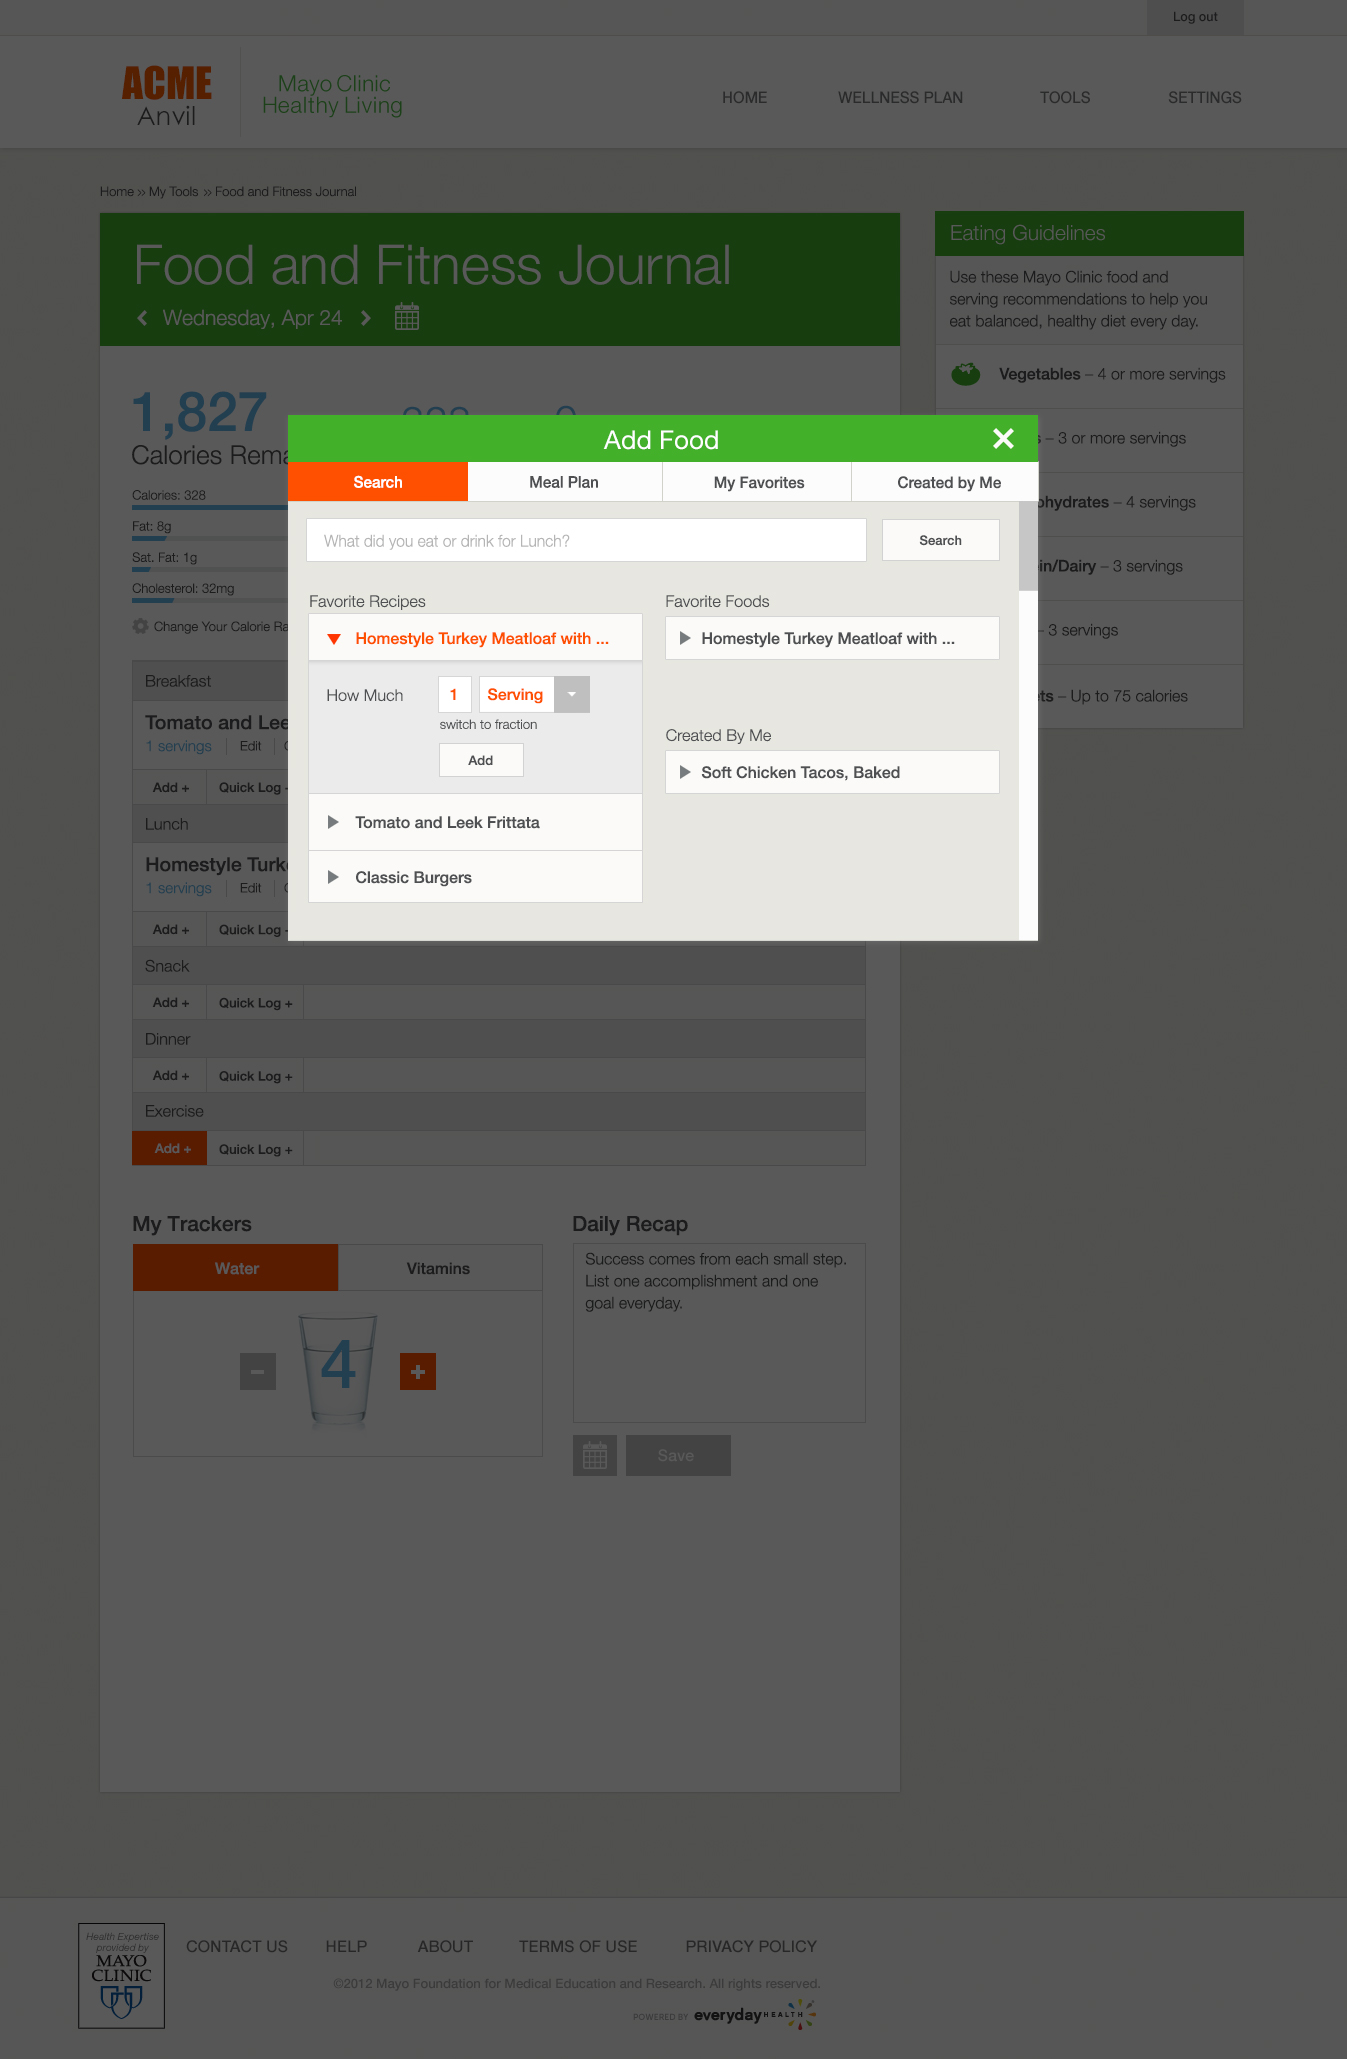 Log out
ACME
Anvil
Mayo Clinic
Healthy Living
HOME
WELLNESS PLAN
TOOLS
SETTINGS
Home » My Tools » Food and Fitness Journal
Food and Fitness Journal
Wednesday, Apr 24
Eating Guidelines
Use these Mayo Clinic food and
serving recommendations to help you
eat balanced, healthy diet every day.
Vegetables – 4 or more servings
s – 3 or more servings
ohydrates – 4 servings
in/Dairy – 3 servings
– 3 servings
ts – Up to 75 calories
1,827
Calories Rema
Calories: 328
Fat: 8g
Sat. Fat: 1g
Cholesterol: 32mg
Change Your Calorie Ra
Add Food
Search
Meal Plan
My Favorites
Created by Me
What did you eat or drink for Lunch?
Search
Favorite Recipes
Homestyle Turkey Meatloaf with ...
How Much
1
Serving
switch to fraction
Add
Tomato and Leek Frittata
Classic Burgers
Favorite Foods
Homestyle Turkey Meatloaf with ...
Created By Me
Soft Chicken Tacos, Baked
Breakfast
Tomato and Lee
1 servings
Edit
Add +
Quick Log
Lunch
Homestyle Turk
1 servings
Edit
Add +
Quick Log
Snack
Add +
Quick Log +
Dinner
Add +
Quick Log +
Exercise
Add +
Quick Log +
My Trackers
Water
Vitamins
4
Daily Recap
Success comes from each small step.
List one accomplishment and one
goal everyday.
Save
Health Expertise
provided by
MAYO
CLINIC
CONTACT US
HELP
ABOUT
TERMS OF USE
PRIVACY POLICY
©2012 Mayo Foundation for Medical Education and Research. All rights reserved.
POWERED BY everyday HEALTH